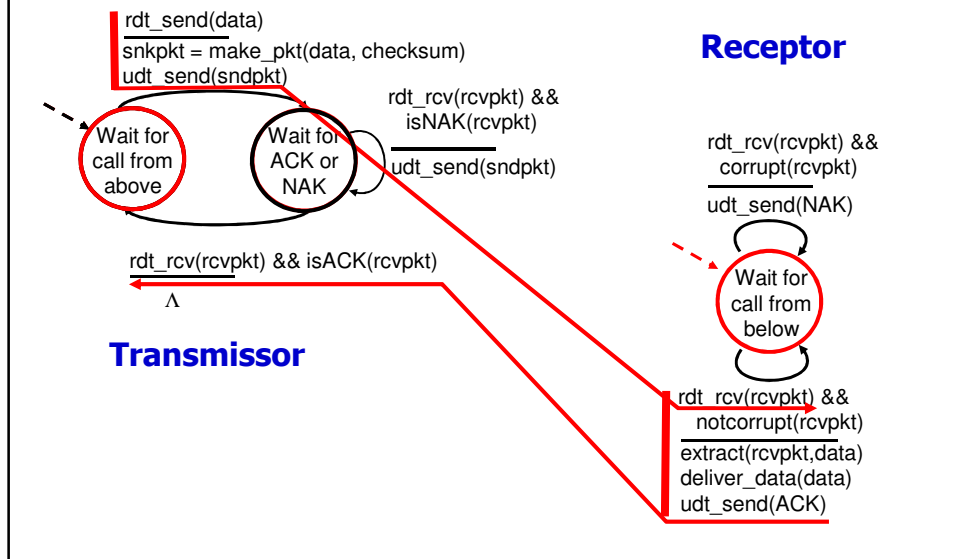 rdt_send(data)
snkpkt = make_pkt(data, checksum)
udt_send(sndpkt)
Receptor
rdt_rcv(rcvpkt) &&
isNAK(rcvpkt)
udt_send(sndpkt)
Wait for
call from
above
Wait for
ACK or
NAK
rdt_rcv(rcvpkt) &&
corrupt(rcvpkt)
udt_send(NAK)
rdt_rcv(rcvpkt) && isACK(rcvpkt)
Λ
Wait for
call from
below
Transmissor
rdt_rcv(rcvpkt) &&
notcorrupt(rcvpkt)
extract(rcvpkt,data)
deliver_data(data)
udt_send(ACK)